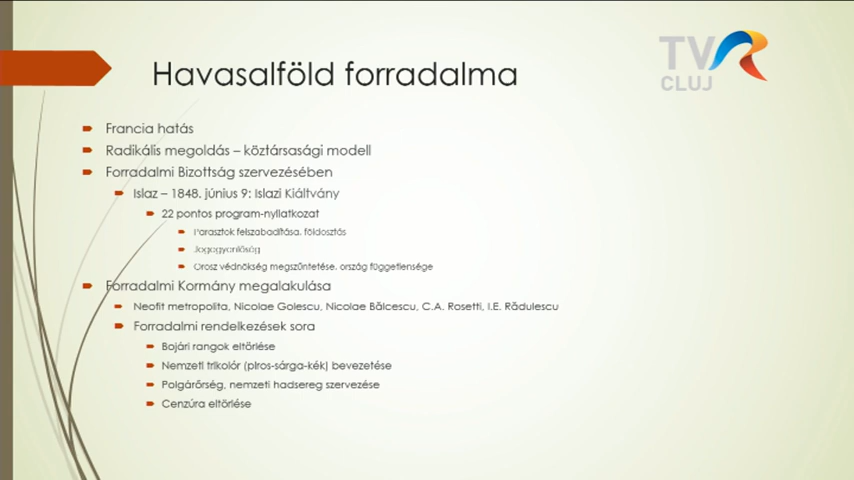 TVR
CLUJ
Havasalföld forradalma
Francia hatás
Radikális megoldás – köztársasági modell
Forradalmi Bizottság szervezésében
Islaz – 1848. június 9: Islazi Kiáltvány
22 pontos program-nyilatkozat
Parasztok felszabadítása, földosztás
Jogegyenlőség
Orosz védnökség megszűntetése, ország függetlensége
Forradalmi Kormány megalakulása
Neofit metropolita, Nicolae Golescu, Nicolae Bălcescu, C.A. Rosetti, I.E. Rădulescu
Forradalmi rendelkezések sora
Bojári rangok eltörlése
Nemzeti trikolór (piros-sárga-kék) bevezetése
Polgárőrség, nemzeti hadsereg szervezése
Cenzúra eltörlése